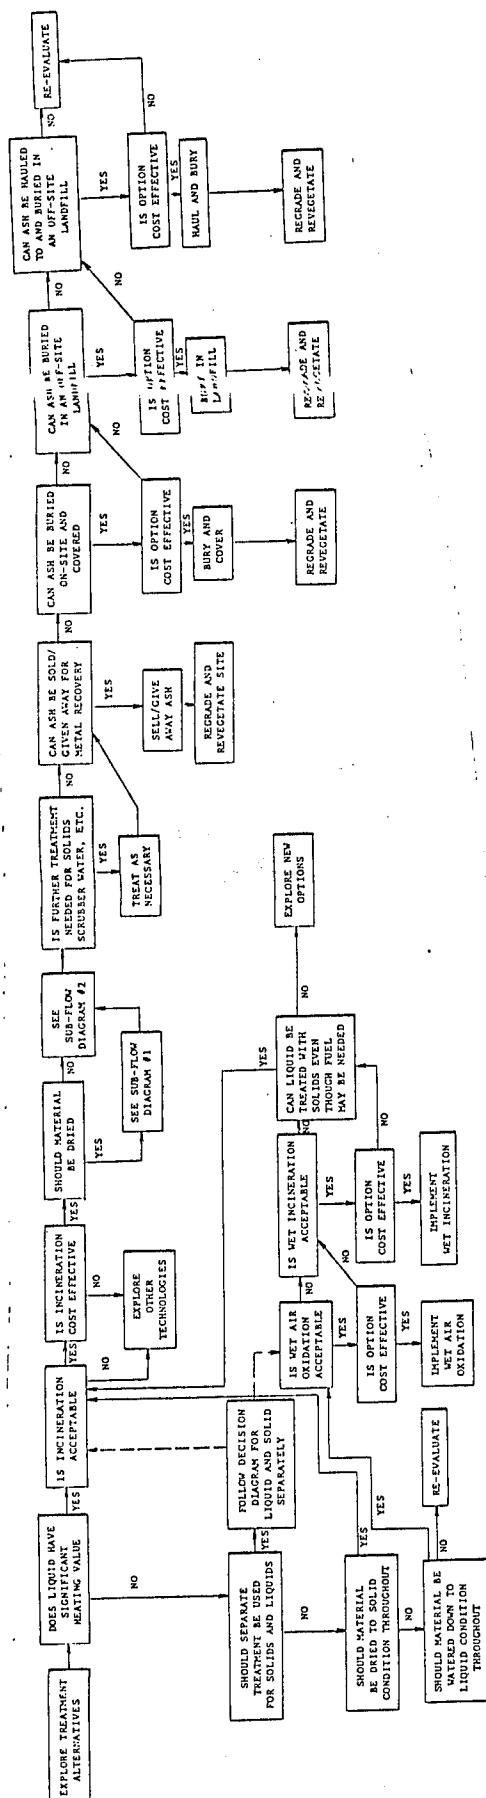 EXPLORE TREATMENT
ALTERNATIVES
DOES LIQUID HAVE
SIGNIFICANT
HEATING VALUE
YES
NO
IS INCINERATION
ACCEPTABLE
YES
NO
IS INCINERATION
COST EFFECTIVE
YES
NO
EXPLORE
OTHER
TECHNOLOGIES
SHOULD MATERIAL
BE DRIED
NO
YES
SEE SUB-FLOW
DIAGRAM #1
SEE
SUB-FLOW
DIAGRAM #2
IS FURTHER TREATMENT
NEEDED FOR SOLIDS
SCRUBBER WATER, ETC.
NO
YES
TREAT AS
NECESSARY
CAN ASH BE SOLD/
GIVEN AWAY FOR
METAL RECOVERY
NO
YES
SELL/GIVE
AWAY ASH
REGRADE AND
REVEGETATE SITE
CAN ASH BE BURIED
ON-SITE AND
COVERED
NO
YES
IS OPTION
COST EFFECTIVE
NO
YES
BURY AND
COVER
REGRADE AND
REVEGETATE
CAN ASH BE BURIED
IN AN OFF-SITE
LANDFILL
NO
YES
IS OPTION
COST EFFECTIVE
NO
YES
BURY IN
LANDFILL
REGRADE AND
REVEGETATE
CAN ASH BE HAULED
TO AND BURIED IN
AN OFF-SITE
LANDFILL
NO
YES
RE-EVALUATE
IS OPTION
COST EFFECTIVE
NO
YES
HAUL AND BURY
REGRADE AND
REVEGETATE
SHOULD SEPARATE
TREATMENT BE USED
FOR SOLIDS AND LIQUIDS
YES
NO
FOLLOW DECISION
DIAGRAM FOR
LIQUID AND SOLID
SEPARATELY
IS WET AIR
OXIDATION
ACCEPTABLE
NO
YES
IS OPTION
COST EFFECTIVE
NO
YES
IMPLEMENT
WET AIR
OXIDATION
IS WET INCINERATION
ACCEPTABLE
NO
YES
IS OPTION
COST EFFECTIVE
NO
YES
IMPLEMENT
WET INCINERATION
CAN LIQUID BE
TREATED WITH
SOLIDS EVEN
THOUGH FUEL
MAY BE NEEDED
YES
NO
EXPLORE NEW
OPTIONS
SHOULD MATERIAL
BE DRIED TO SOLID
CONDITION THROUGHOUT
YES
NO
SHOULD MATERIAL BE
WATERED DOWN TO
LIQUID CONDITION
THROUGHOUT
YES
NO
RE-EVALUATE